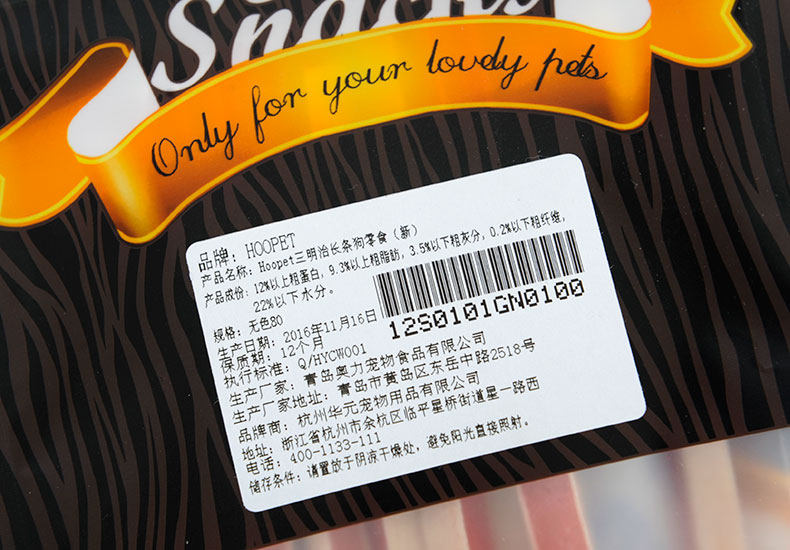 Snacks
Only for your lovely pets
品牌: HOOPET
产品名称: Hoopet三明治长条狗零食(新)
产品成份: 12%以上粗蛋白, 9.3%以上粗脂肪, 3.5%以下粗灰分, 0.2%以下粗纤维,
22%以下水分.
规格: 无色80
生产日期: 2016年11月16日
保质期: 12个月
执行标准: Q/HYCW001
12S0101GN0100
生产厂家: 青岛奥力宠物食品有限公司
生产厂家地址: 青岛市黄岛区东岳中路2518号
品牌商: 杭州华元宠物用品有限公司
地址: 浙江省杭州市余杭区临平星桥街道星一路西
电话: 400-1133-111
储存条件: 请置放于阴凉干燥处, 避免阳光直接照射.